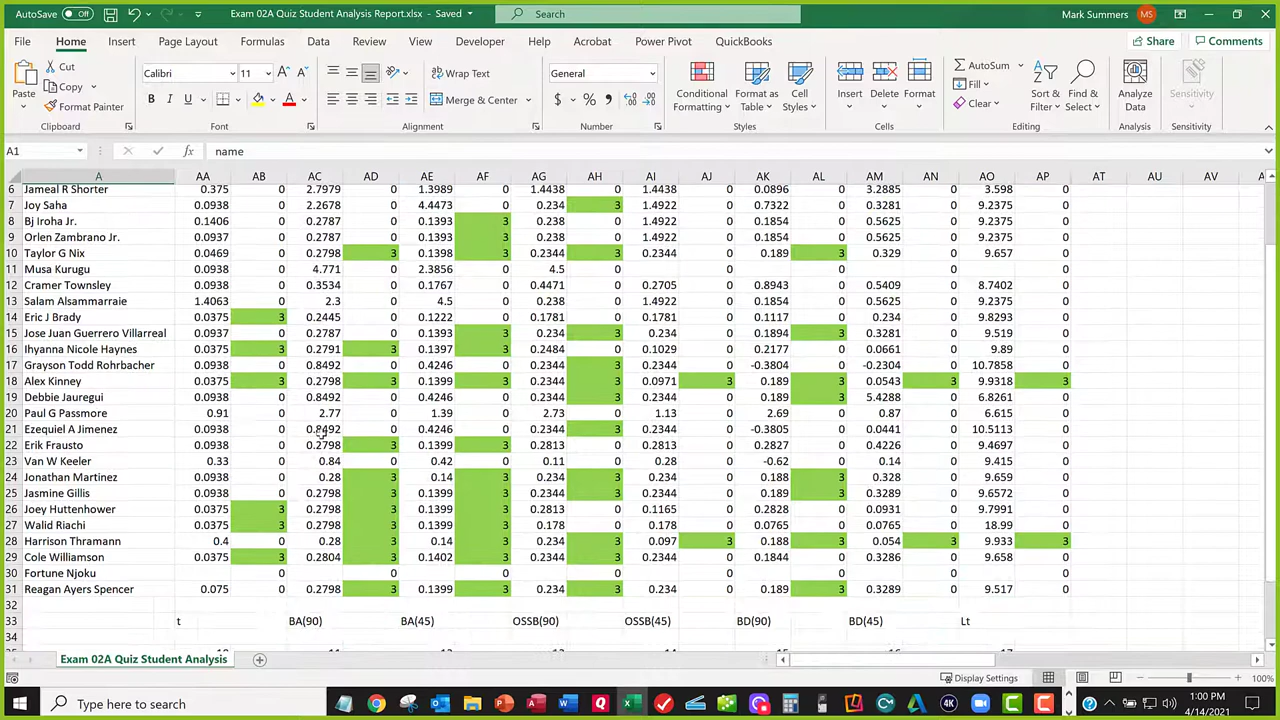 AutoSave Off Exam 02A Quiz Student Analysis Report.xlsx - Saved Search Mark Summers MS
File Home Insert Page Layout Formulas Data Review View Developer Help Acrobat Power Pivot QuickBooks Share Comments
Paste Cut Copy Format Painter Calibri 11 B I U Wrap Text Merge & Center General $ % Conditional Formatting Format as Table Cell Styles Insert Delete Format AutoSum Fill Clear Sort & Filter Find & Select Analyze Data Sensitivity
Clipboard Font Alignment Number Styles Cells Editing Analysis Sensitivity
A1 fx name
A AA AB AC AD AE AF AG AH AI AJ AK AL AM AN AO AP AT AU AV
6 Jameal R Shorter 0.375 0 2.7979 0 1.3989 0 1.4438 0 1.4438 0 0.0896 0 3.2885 0 3.598 0
7 Joy Saha 0.0938 0 2.2678 0 4.4473 0 0.234 3 1.4922 0 0.7322 0 0.3281 0 9.2375 0
8 Bj Iroha Jr. 0.1406 0 0.2787 0 0.1393 3 0.238 0 1.4922 0 0.1854 0 0.5625 0 9.2375 0
9 Orlen Zambrano Jr. 0.0937 0 0.2787 0 0.1393 3 0.238 0 1.4922 0 0.1854 0 0.5625 0 9.2375 0
10 Taylor G Nix 0.0469 0 0.2798 3 0.1398 0 0.2344 3 0.2344 0 0.189 3 0.329 0 9.657 0
11 Musa Kurugu 0.0938 0 4.771 0 2.3856 0 4.5 0 0 0 0 0
12 Cramer Townsley 0.0938 0 0.3534 0 0.1767 0 0.4471 0 0.2705 0 0.8943 0 0.5409 0 8.7402 0
13 Salam Alsammarraie 1.4063 0 2.3 0 4.5 0 0.238 0 1.4922 0 0.1854 0 0.5625 0 9.2375 0
14 Eric J Brady 0.0375 3 0.2445 0 0.1222 0 0.1781 0 0.1781 0 0.1117 0 0.234 0 9.8293 0
15 Jose Juan Guerrero Villarreal 0.0937 0 0.2787 0 0.1393 3 0.234 3 0.234 0 0.1894 3 0.3281 0 9.519 0
16 Ihyanna Nicole Haynes 0.0375 3 0.2791 3 0.1397 3 0.2484 0 0.1029 0 0.2177 0 0.0661 0 9.89 0
17 Grayson Todd Rohrbacher 0.0938 0 0.8492 0 0.4246 0 0.2344 3 0.2344 0 -0.3804 0 -0.2304 0 10.7858 0
18 Alex Kinney 0.0375 3 0.2798 3 0.1399 3 0.2344 3 0.0971 3 0.189 3 0.0543 3 9.9318 3
19 Debbie Jauregui 0.0938 0 0.8492 0 0.4246 0 0.2344 3 0.2344 0 0.189 3 5.4288 0 6.8261 0
20 Paul G Passmore 0.91 0 2.77 0 1.39 0 2.73 0 1.13 0 2.69 0 0.87 0 6.615 0
21 Ezequiel A Jimenez 0.0938 0 0.8492 0 0.4246 0 0.2344 3 0.2344 0 -0.3805 0 0.0441 0 10.5113 0
22 Erik Frausto 0.0938 0 0.2798 3 0.1399 3 0.2813 0 0.2813 0 0.2827 0 0.4226 0 9.4697 0
23 Van W Keeler 0.33 0 0.84 0 0.42 0 0.11 0 0.28 0 -0.62 0 0.14 0 9.415 0
24 Jonathan Martinez 0.0938 0 0.28 3 0.14 3 0.2344 3 0.2344 0 0.188 3 0.3281 0 9.659 0
25 Jasmine Gillis 0.0938 0 0.2798 3 0.1399 3 0.2344 3 0.2344 0 0.189 3 0.3289 0 9.6572 0
26 Joey Huttenhower 0.0375 3 0.2798 3 0.1399 3 0.2813 0 0.1165 0 0.2828 0 0.0931 0 9.7991 0
27 Walid Riachi 0.0375 3 0.2798 3 0.1399 3 0.178 0 0.178 0 0.0765 0 0.0765 0 18.99 0
28 Harrison Thramann 0.4 0 0.28 3 0.14 3 0.234 3 0.097 3 0.188 3 0.054 3 9.933 3
29 Cole Williamson 0.0375 3 0.2804 3 0.1402 3 0.2344 3 0.2344 0 0.1844 0 0.3286 0 9.658 0
30 Fortune Njoku 0 0 0 0 0 0 0 0
31 Reagan Ayers Spencer 0.075 0 0.2798 3 0.1399 3 0.234 3 0.234 0 0.189 3 0.3289 0 9.517 0
32
33 t BA(90) BA(45) OSSB(90) OSSB(45) BD(90) BD(45) Lt
34
Exam 02A Quiz Student Analysis
Display Settings 100%
Type here to search 1:00 PM
4/14/2021